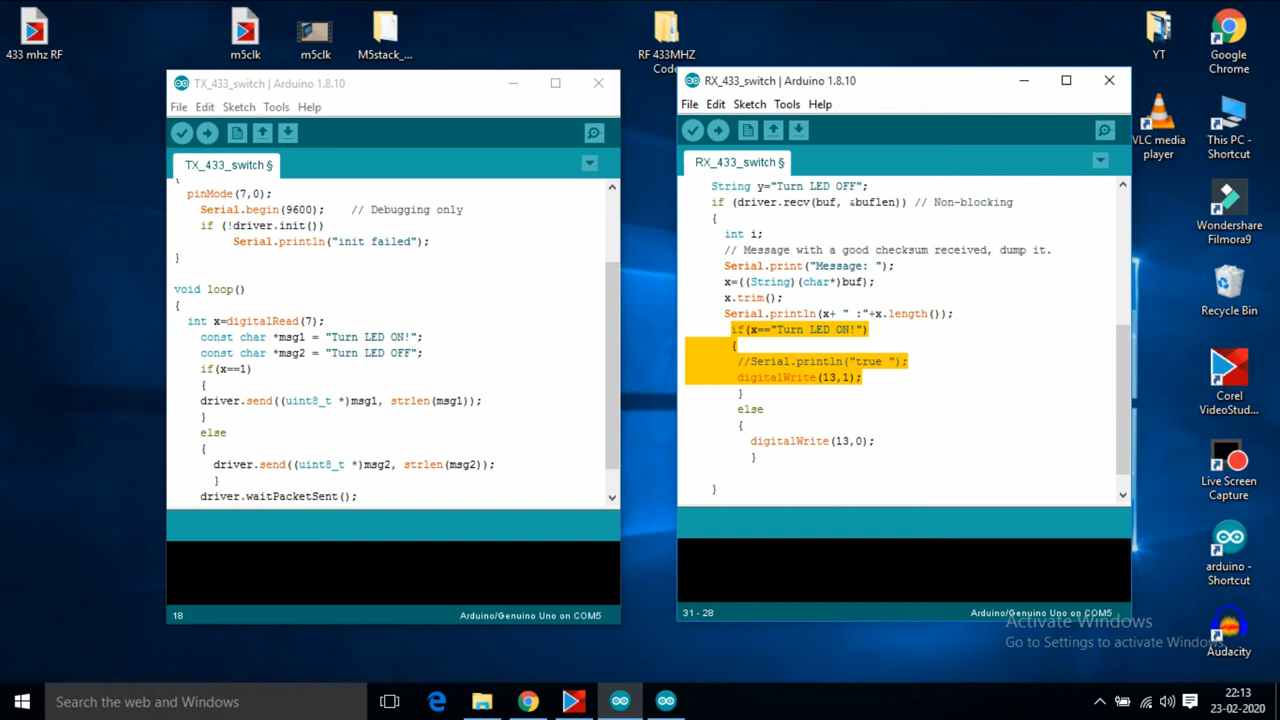 433 mhz RF
m5clk
m5clk
M5stack_...
RF 433MHZ
Code
YT
Google
Chrome
TX_433_switch | Arduino 1.8.10
File Edit Sketch Tools Help
TX_433_switch §
{
pinMode(7,0);
Serial.begin(9600); // Debugging only
if (!driver.init())
Serial.println("init failed");
}
void loop()
{
int x=digitalRead(7);
const char *msg1 = "Turn LED ON!";
const char *msg2 = "Turn LED OFF";
if(x==1)
{
driver.send((uint8_t *)msg1, strlen(msg1));
}
else
{
driver.send((uint8_t *)msg2, strlen(msg2));
}
driver.waitPacketSent();
18
Arduino/Genuino Uno on COM5
RX_433_switch | Arduino 1.8.10
File Edit Sketch Tools Help
RX_433_switch §
String y="Turn LED OFF";
if (driver.recv(buf, &buflen)) // Non-blocking
{
int i;
// Message with a good checksum received, dump it.
Serial.print("Message: ");
x=((String)(char*)buf);
x.trim();
Serial.println(x+ " :"+x.length());
if(x=="Turn LED ON!")
{
//Serial.println("true ");
digitalWrite(13,1);
}
else
{
digitalWrite(13,0);
}
}
31 - 28
Arduino/Genuino Uno on COM5
VLC media
player
This PC -
Shortcut
Wondershare
Filmora9
Recycle Bin
Corel
VideoStud...
Live Screen
Capture
arduino -
Shortcut
Audacity
Activate Windows
Go to Settings to activate Windows.
Search the web and Windows
22:13
23-02-2020